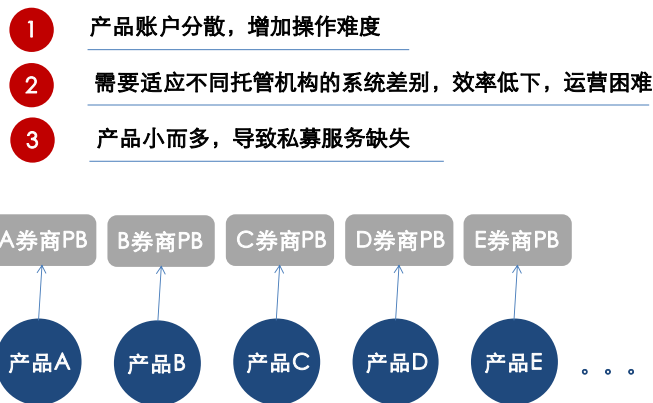 1 产品账户分散，增加操作难度
2 需要适应不同托管机构的系统差别，效率低下，运营困难
3 产品小而多，导致私募服务缺失
A券商PB B券商PB C券商PB D券商PB E券商PB
产品A 产品B 产品C 产品D 产品E 。。。